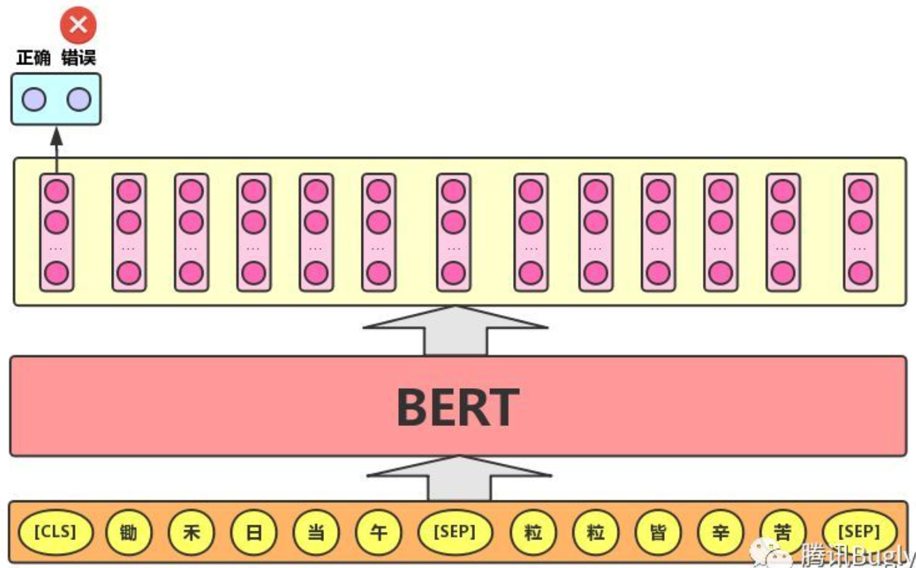 正确 错误
... ... ... ... ... ... ... ... ... ... ... ... ...
BERT
[CLS] 锄 禾 日 当 午 [SEP] 粒 粒 皆 辛 苦 [SEP]
腾讯Bugly